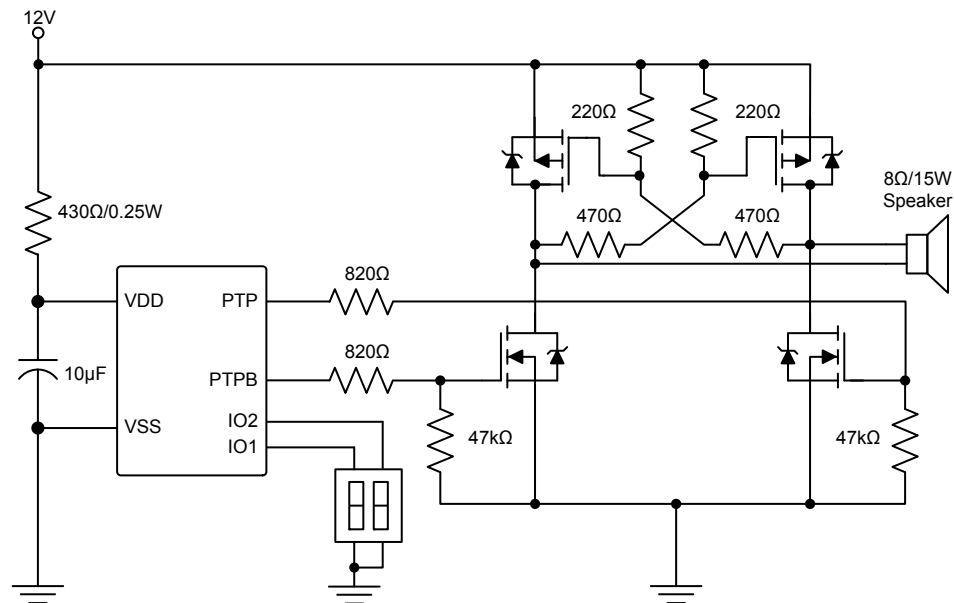 12V
220Ω
220Ω
8Ω/15W
Speaker
430Ω/0.25W
470Ω
470Ω
820Ω
VDD
PTP
820Ω
10µF
PTPB
VSS
IO2
IO1
47kΩ
47kΩ